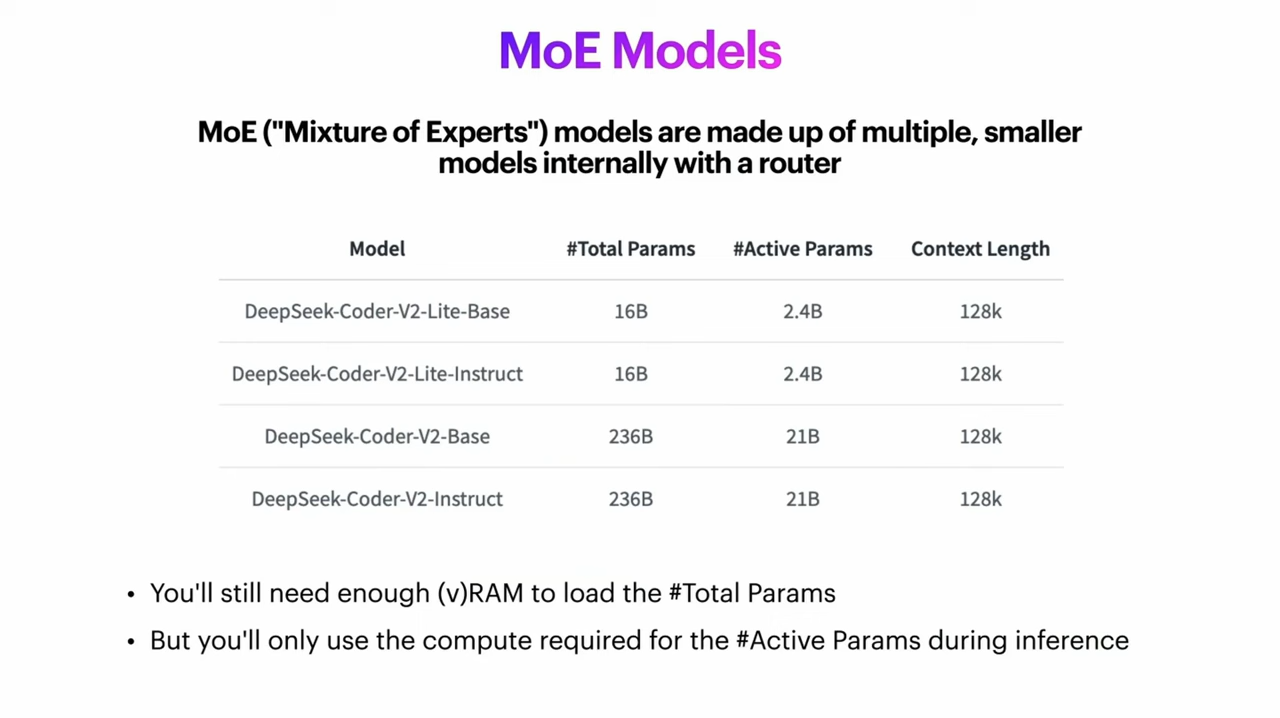 MoE Models
MoE ("Mixture of Experts") models are made up of multiple, smaller
models internally with a router
Model #Total Params #Active Params Context Length
DeepSeek-Coder-V2-Lite-Base 16B 2.4B 128k
DeepSeek-Coder-V2-Lite-Instruct 16B 2.4B 128k
DeepSeek-Coder-V2-Base 236B 21B 128k
DeepSeek-Coder-V2-Instruct 236B 21B 128k
• You'll still need enough (v)RAM to load the #Total Params
• But you'll only use the compute required for the #Active Params during inference